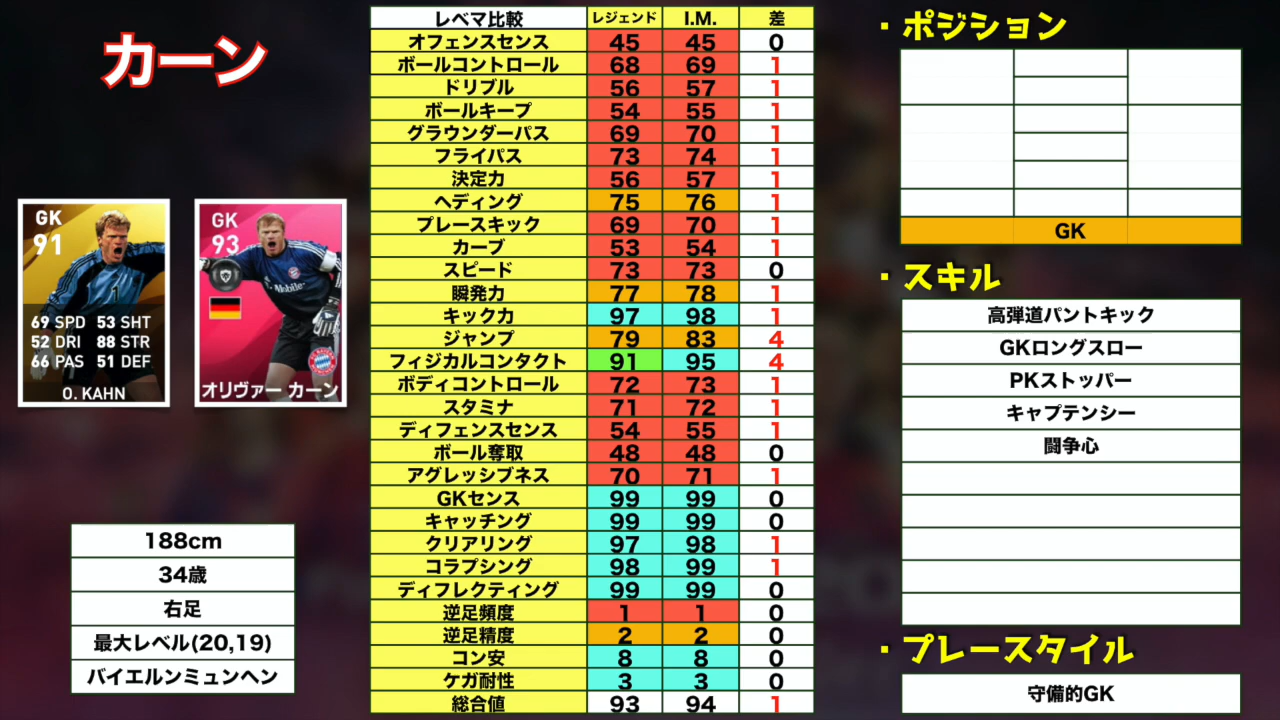 カーン
GK
91
69 SPD 53 SHT
52 DRI 88 STR
66 PAS 51 DEF
O. KAHN
GK
93
T-Mobile
オリヴァー カーン
188cm
34歳
右足
最大レベル(20,19)
バイエルンミュンヘン
レベマ比較 レジェンド I.M. 差
オフェンスセンス 45 45 0
ボールコントロール 68 69 1
ドリブル 56 57 1
ボールキープ 54 55 1
グラウンダーパス 69 70 1
フライパス 73 74 1
決定力 56 57 1
ヘディング 75 76 1
プレースキック 69 70 1
カーブ 53 54 1
スピード 73 73 0
瞬発力 77 78 1
キック力 97 98 1
ジャンプ 79 83 4
フィジカルコンタクト 91 95 4
ボディコントロール 72 73 1
スタミナ 71 72 1
ディフェンスセンス 54 55 1
ボール奪取 48 48 0
アグレッシブネス 70 71 1
GKセンス 99 99 0
キャッチング 99 99 0
クリアリング 97 98 1
コラプシング 98 99 1
ディフレクティング 99 99 0
逆足頻度 1 1 0
逆足精度 2 2 0
コン安 8 8 0
ケガ耐性 3 3 0
総合値 93 94 1
・ポジション
GK
・スキル
高弾道パントキック
GKロングスロー
PKストッパー
キャプテンシー
闘争心
・プレースタイル
守備的GK